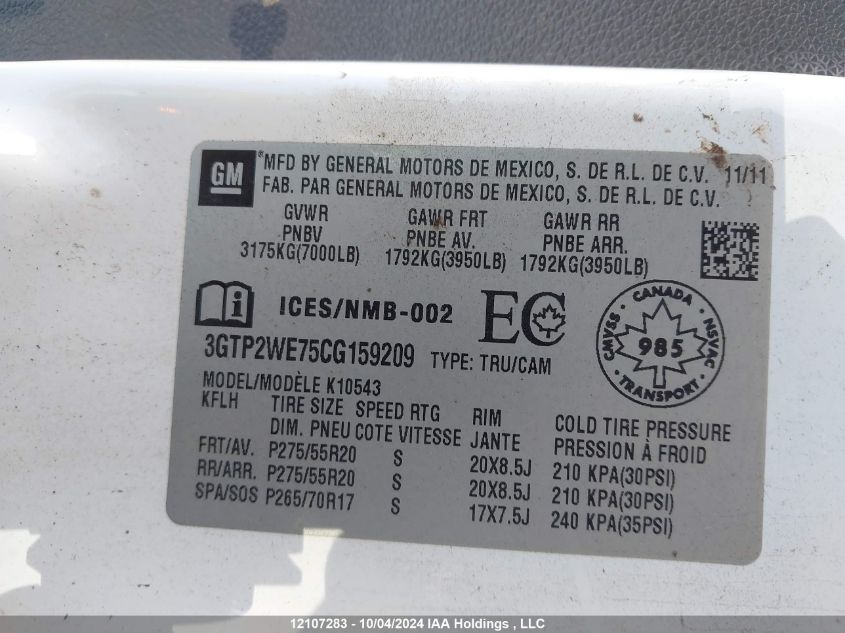 GM ®MFD BY GENERAL MOTORS DE MEXICO, S. DE R.L. DE C.V. 11/11
FAB. PAR GENERAL MOTORS DE MEXICO, S. DE R.L. DE C.V.
GVWR GAWR FRT GAWR RR
PNBV PNBE AV. PNBE ARR.
3175KG(7000LB) 1792KG(3950LB) 1792KG(3950LB)
i ICES/NMB-002 EC
CANADA
CMVSS 985 NSVAC
TRANSPORT
3GTP2WE75CG159209 TYPE: TRU/CAM
MODEL/MODÈLE K10543
KFLH TIRE SIZE SPEED RTG RIM COLD TIRE PRESSURE
DIM. PNEU COTE VITESSE JANTE PRESSION À FROID
FRT/AV. P275/55R20 S 20X8.5J 210 KPA(30PSI)
RR/ARR. P275/55R20 S 20X8.5J 210 KPA(30PSI)
SPA/SOS P265/70R17 S 17X7.5J 240 KPA(35PSI)
12107283 - 10/04/2024 IAA Holdings , LLC